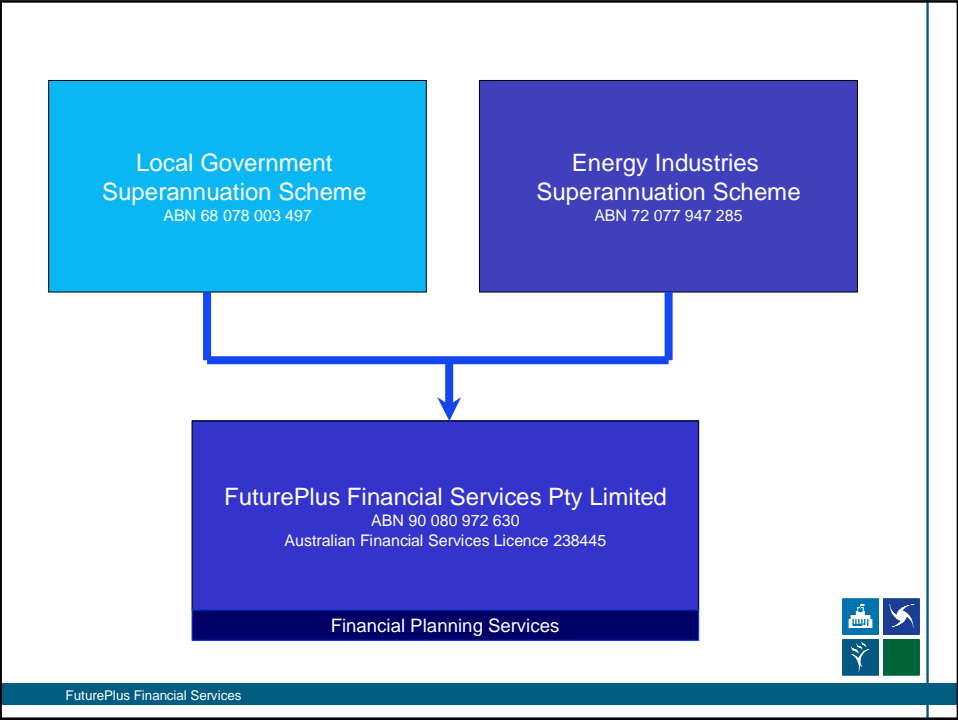 Local Government
Superannuation Scheme
ABN 68 078 003 497
Energy Industries
Superannuation Scheme
ABN 72 077 947 285
FuturePlus Financial Services Pty Limited
ABN 90 080 972 630
Australian Financial Services Licence 238445
Financial Planning Services
FuturePlus Financial Services